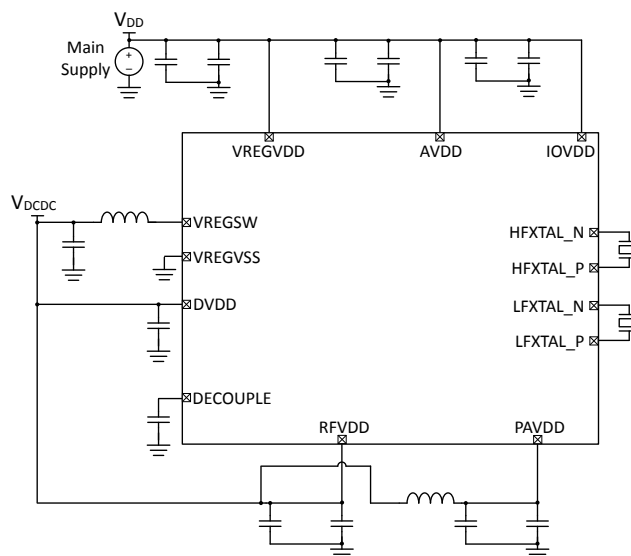 VDD
Main
Supply
VREGVDD
AVDD
IOVDD
VDCDC
VREGSW
HFXTAL_N
VREGVSS
HFXTAL_P
DVDD
LFXTAL_N
LFXTAL_P
DECOUPLE
RFVDD
PAVDD